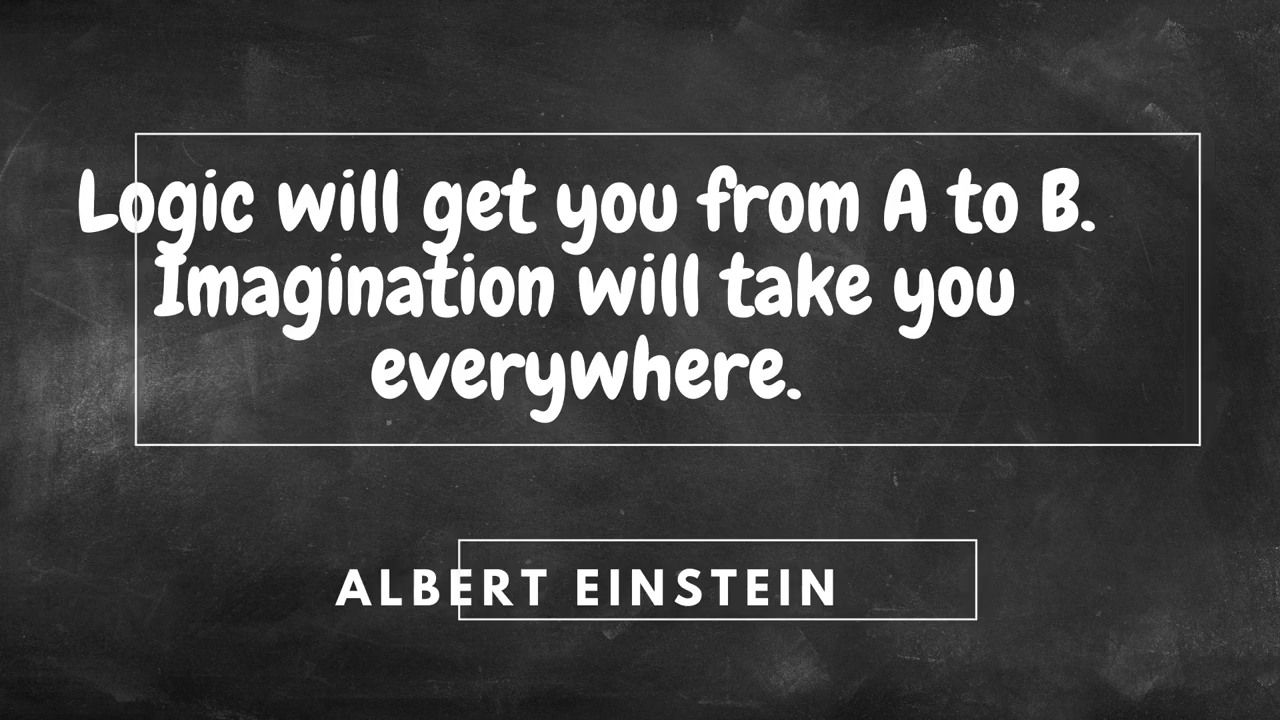 Logic will get you from A to B.
Imagination will take you
everywhere.
ALBERT EINSTEIN